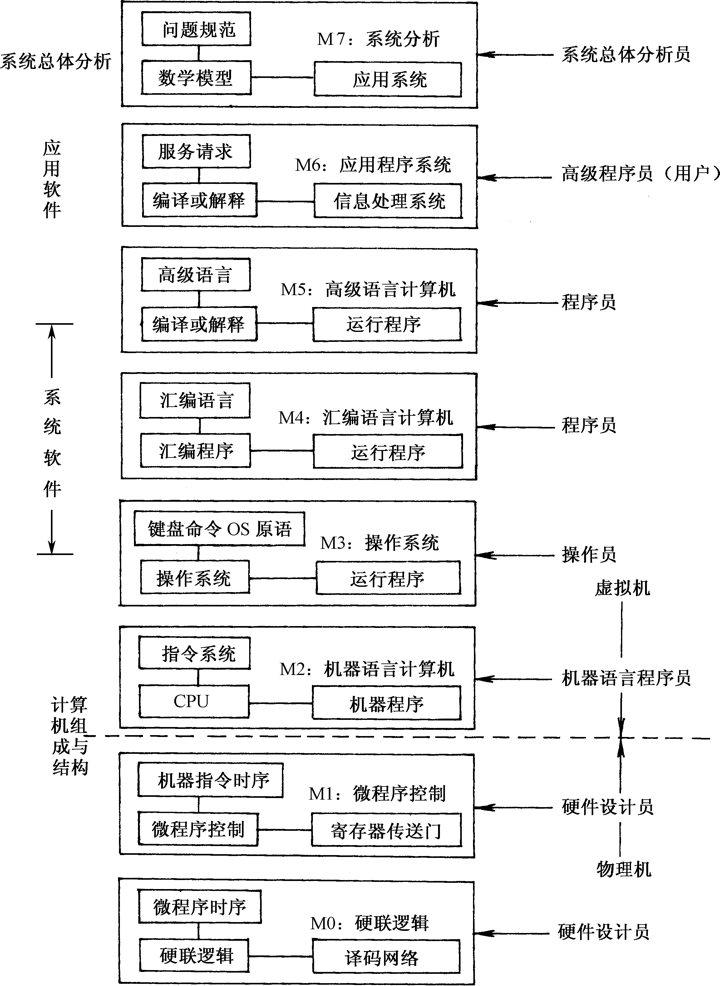 系统总体分析
问题规范
M7：系统分析
数学模型
应用系统
系统总体分析员
应用软件
服务请求
M6：应用程序系统
编译或解释
信息处理系统
高级程序员（用户）
高级语言
M5：高级语言计算机
编译或解释
运行程序
程序员
系统软件
汇编语言
M4：汇编语言计算机
汇编程序
运行程序
程序员
键盘命令 OS 原语
M3：操作系统
操作系统
运行程序
操作员
虚拟机
指令系统
M2：机器语言计算机
CPU
机器程序
机器语言程序员
计算
机组
成与
结构
机器指令时序
M1：微程序控制
微程序控制
寄存器传送门
硬件设计员
物理机
微程序时序
M0：硬联逻辑
硬联逻辑
译码网络
硬件设计员